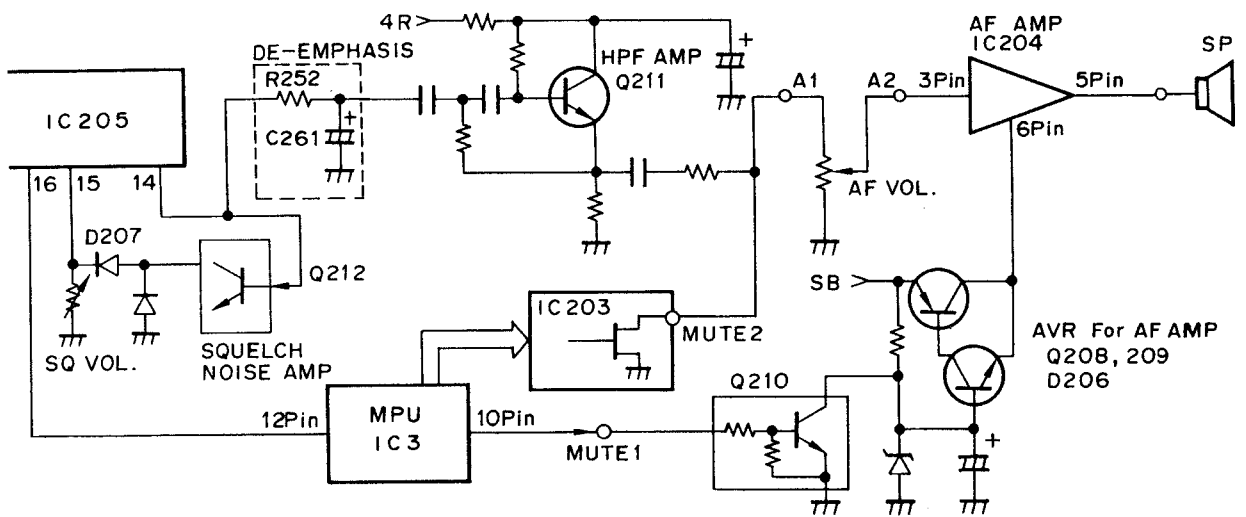 4R
AF AMP
IC204
SP
DE-EMPHASIS
HPF AMP
Q211
+
R252
A1
A2
3Pin
5Pin
IC205
+
C261
6Pin
16 15 14
AF VOL.
D207
Q212
SB
IC203
MUTE2
AVR For AF AMP
Q208, 209
D206
SQ VOL.
SQUELCH
NOISE AMP
Q210
12Pin
MPU
IC3
10Pin
MUTE1
+